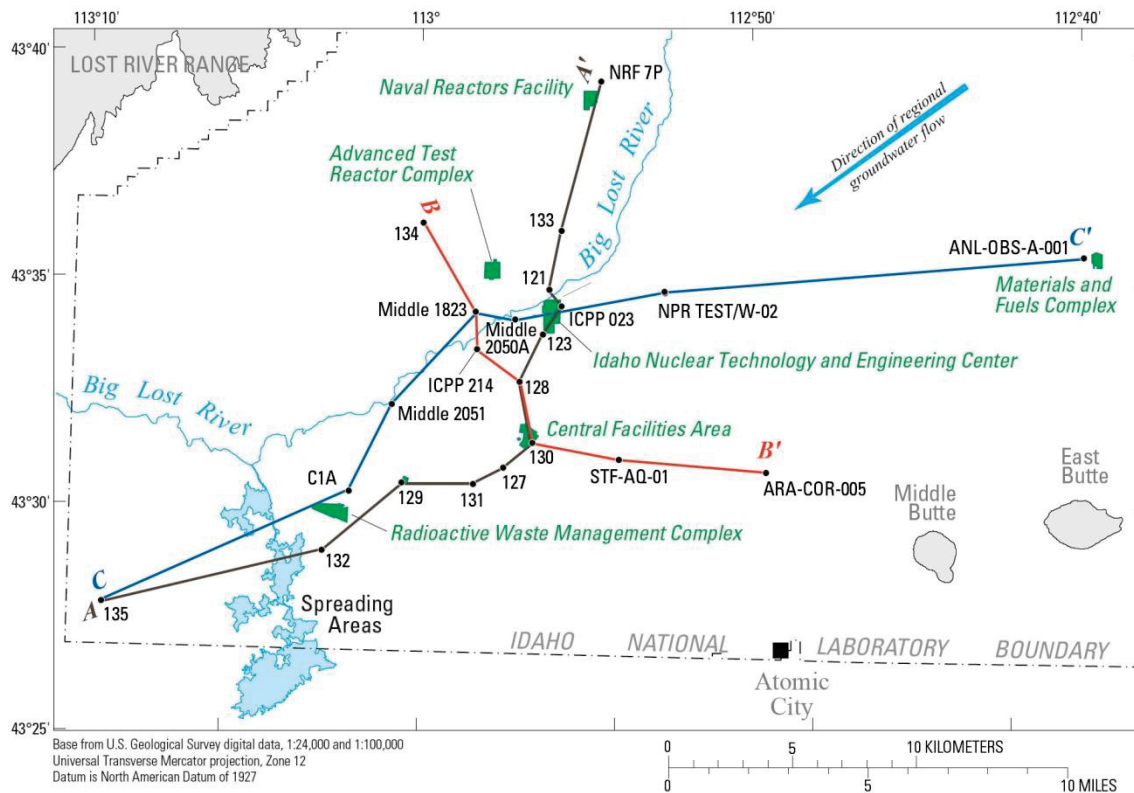 113°10'
113°
112°50'
112°40'
43°40'
LOST RIVER RANGE
A'
NRF 7P
Naval Reactors Facility
Big Lost River
Direction of regional
groundwater flow
Advanced Test
Reactor Complex
B
134
133
121
ANL-OBS-A-001
C'
43°35'
Materials and
Fuels Complex
Middle 1823
ICPP 023
NPR TEST/W-02
Middle
2050A
123
Idaho Nuclear Technology and Engineering Center
ICPP 214
128
Big Lost River
Middle 2051
Central Facilities Area
130
B'
STF-AQ-01
ARA-COR-005
East
Butte
Middle
Butte
C1A
127
129
131
43°30'
Radioactive Waste Management Complex
132
C
A
135
Spreading
Areas
IDAHO NATIONAL LABORATORY BOUNDARY
Atomic
City
43°25'
Base from U.S. Geological Survey digital data, 1:24,000 and 1:100,000
Universal Transverse Mercator projection, Zone 12
Datum is North American Datum of 1927
0 5 10 KILOMETERS
0 5 10 MILES